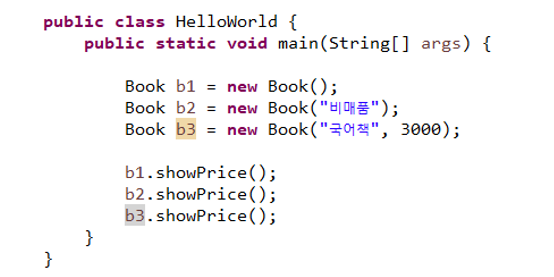 public class HelloWorld {
public static void main(String[] args) {
Book b1 = new Book();
Book b2 = new Book("비매품");
Book b3 = new Book("국어책", 3000);
b1.showPrice();
b2.showPrice();
b3.showPrice();
}
}